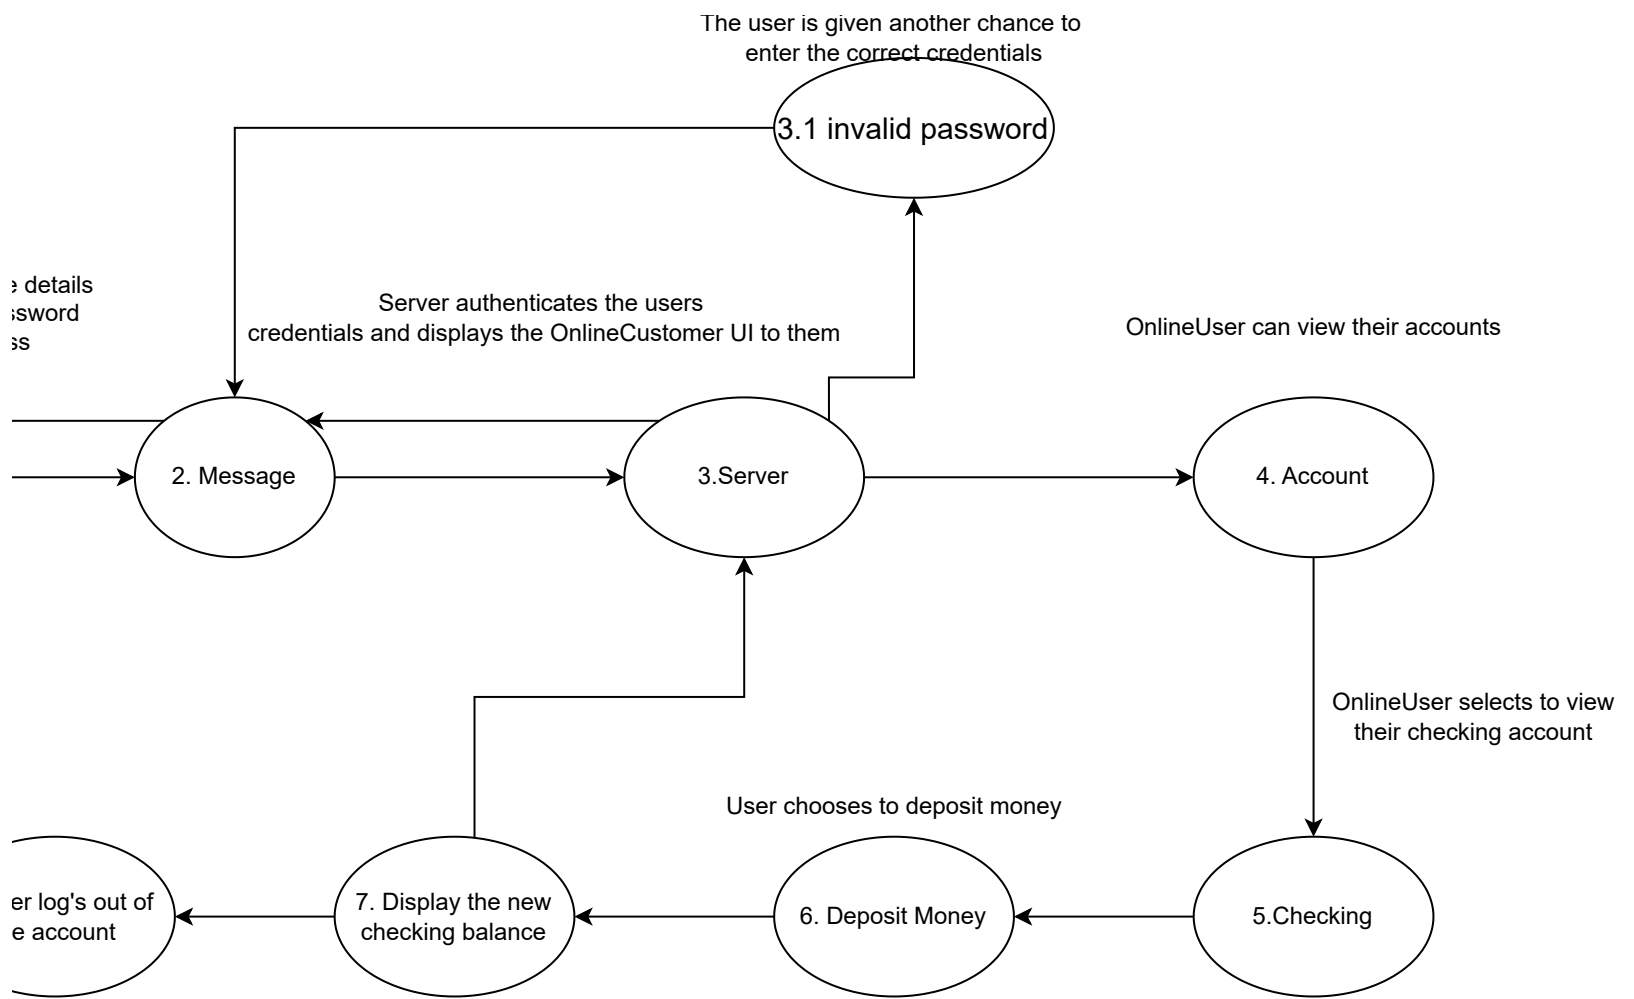 The user is given another chance to
enter the correct credentials
3.1 invalid password
details
Server authenticates the users
credentials and displays the OnlineCustomer UI to them
OnlineUser can view their accounts
2. Message
3.Server
4. Account
OnlineUser selects to view
their checking account
User chooses to deposit money
log's out of
account
7. Display the new
checking balance
6. Deposit Money
5.Checking